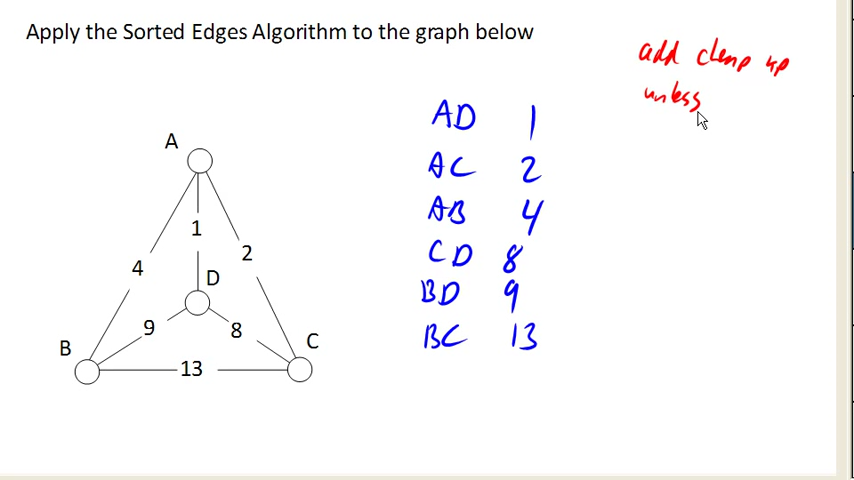 Apply the Sorted Edges Algorithm to the graph below
add cheap up
unless
AD 1
AC 2
AB 4
CD 8
BD 9
BC 13
A
1
2
4
D
9
8
B
C
13